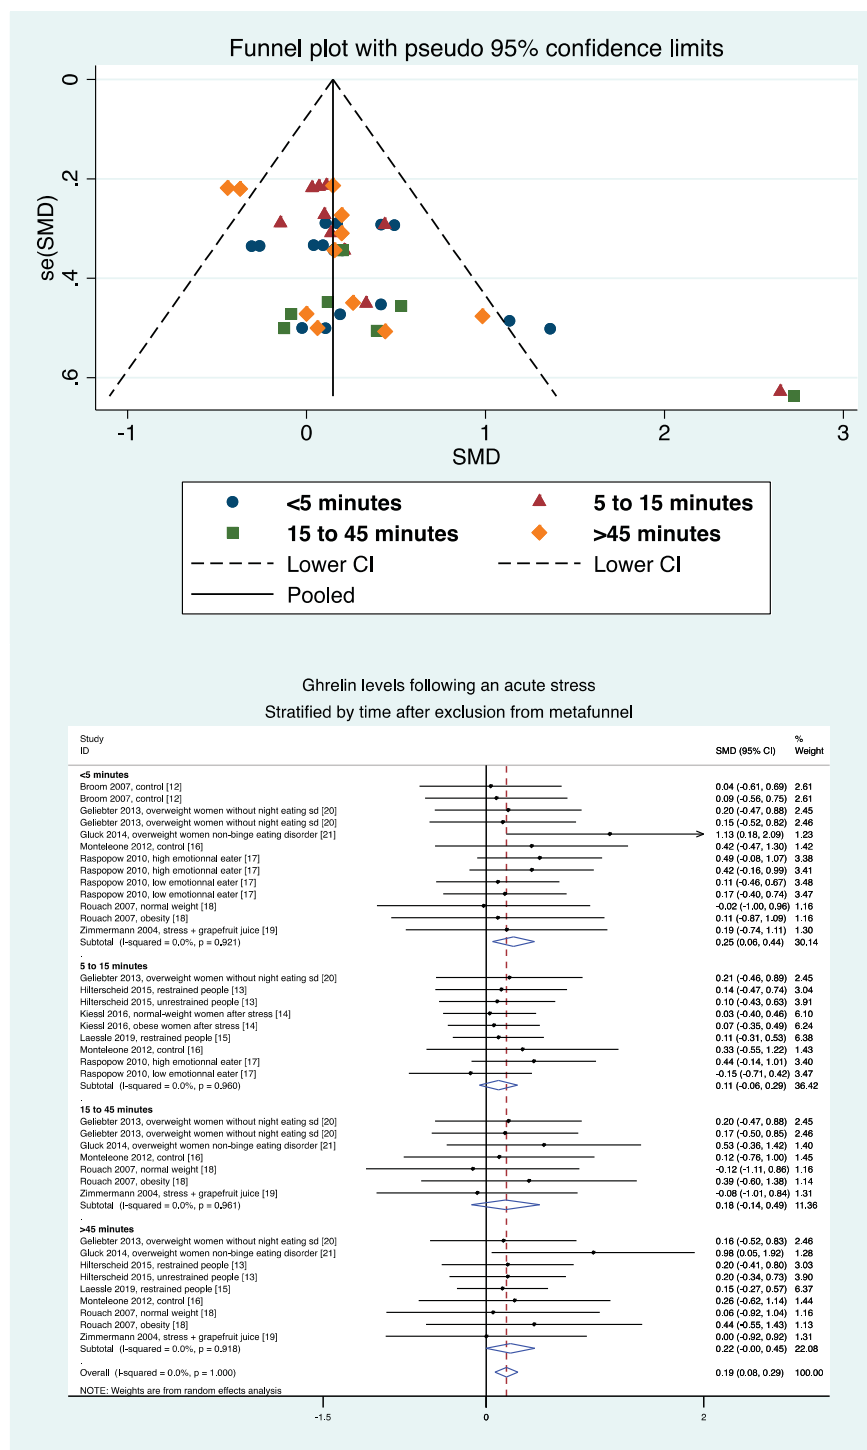 Funnel plot with pseudo 95% confidence limits
0
.2
.4
.6
se(SMD)
-1 0 1 2 3
SMD
<5 minutes 5 to 15 minutes
15 to 45 minutes >45 minutes
Lower CI Lower CI
Pooled
Ghrelin levels following an acute stress
Stratified by time after exclusion from metafunnel
Study %
ID SMD (95% CI) Weight
<5 minutes
Broom 2007, control [12] 0.04 (-0.61, 0.69) 2.61
Broom 2007, control [12] 0.09 (-0.56, 0.75) 2.61
Geliebter 2013, overweight women without night eating sd [20] 0.20 (-0.47, 0.88) 2.45
Geliebter 2013, overweight women without night eating sd [20] 0.15 (-0.52, 0.82) 2.46
Gluck 2014, overweight women non-binge eating disorder [21] 1.13 (0.18, 2.09) 1.23
Monteleone 2012, control [16] 0.42 (-0.47, 1.30) 1.42
Raspopow 2010, high emotionnal eater [17] 0.49 (-0.08, 1.07) 3.38
Raspopow 2010, high emotionnal eater [17] 0.42 (-0.16, 0.99) 3.41
Raspopow 2010, low emotionnal eater [17] 0.11 (-0.46, 0.67) 3.48
Raspopow 2010, low emotionnal eater [17] 0.17 (-0.40, 0.74) 3.47
Rouach 2007, normal weight [18] -0.02 (-1.00, 0.96) 1.16
Rouach 2007, obesity [18] 0.11 (-0.87, 1.09) 1.16
Zimmermann 2004, stress + grapefruit juice [19] 0.19 (-0.74, 1.11) 1.30
Subtotal (I-squared = 0.0%, p = 0.921) 0.25 (0.06, 0.44) 30.14
.
5 to 15 minutes
Geliebter 2013, overweight women without night eating sd [20] 0.21 (-0.46, 0.89) 2.45
Hilterscheid 2015, restrained people [13] 0.14 (-0.47, 0.74) 3.04
Hilterscheid 2015, unrestrained people [13] 0.10 (-0.43, 0.63) 3.91
Kiessl 2016, normal-weight women after stress [14] 0.03 (-0.40, 0.46) 6.10
Kiessl 2016, obese women after stress [14] 0.07 (-0.35, 0.49) 6.24
Laessle 2019, restrained people [15] 0.11 (-0.31, 0.53) 6.38
Monteleone 2012, control [16] 0.33 (-0.55, 1.22) 1.43
Raspopow 2010, high emotionnal eater [17] 0.44 (-0.14, 1.01) 3.40
Raspopow 2010, low emotionnal eater [17] -0.15 (-0.71, 0.42) 3.47
Subtotal (I-squared = 0.0%, p = 0.960) 0.11 (-0.06, 0.29) 36.42
.
15 to 45 minutes
Geliebter 2013, overweight women without night eating sd [20] 0.20 (-0.47, 0.88) 2.45
Geliebter 2013, overweight women without night eating sd [20] 0.17 (-0.50, 0.85) 2.46
Gluck 2014, overweight women non-binge eating disorder [21] 0.53 (-0.36, 1.42) 1.40
Monteleone 2012, control [16] 0.12 (-0.76, 1.00) 1.45
Rouach 2007, normal weight [18] -0.12 (-1.11, 0.86) 1.16
Rouach 2007, obesity [18] 0.39 (-0.60, 1.38) 1.14
Zimmermann 2004, stress + grapefruit juice [19] -0.08 (-1.01, 0.84) 1.31
Subtotal (I-squared = 0.0%, p = 0.961) 0.18 (-0.14, 0.49) 11.36
.
>45 minutes
Geliebter 2013, overweight women without night eating sd [20] 0.16 (-0.52, 0.83) 2.46
Gluck 2014, overweight women non-binge eating disorder [21] 0.98 (0.05, 1.92) 1.28
Hilterscheid 2015, restrained people [13] 0.20 (-0.41, 0.80) 3.03
Hilterscheid 2015, unrestrained people [13] 0.20 (-0.34, 0.73) 3.90
Laessle 2019, restrained people [15] 0.15 (-0.27, 0.57) 6.37
Monteleone 2012, control [16] 0.26 (-0.62, 1.14) 1.44
Rouach 2007, normal weight [18] 0.06 (-0.92, 1.04) 1.16
Rouach 2007, obesity [18] 0.44 (-0.55, 1.43) 1.13
Zimmermann 2004, stress + grapefruit juice [19] 0.00 (-0.92, 0.92) 1.31
Subtotal (I-squared = 0.0%, p = 0.918) 0.22 (-0.00, 0.45) 22.08
.
Overall (I-squared = 0.0%, p = 1.000) 0.19 (0.08, 0.29) 100.00
NOTE: Weights are from random effects analysis
-1.5 0 2